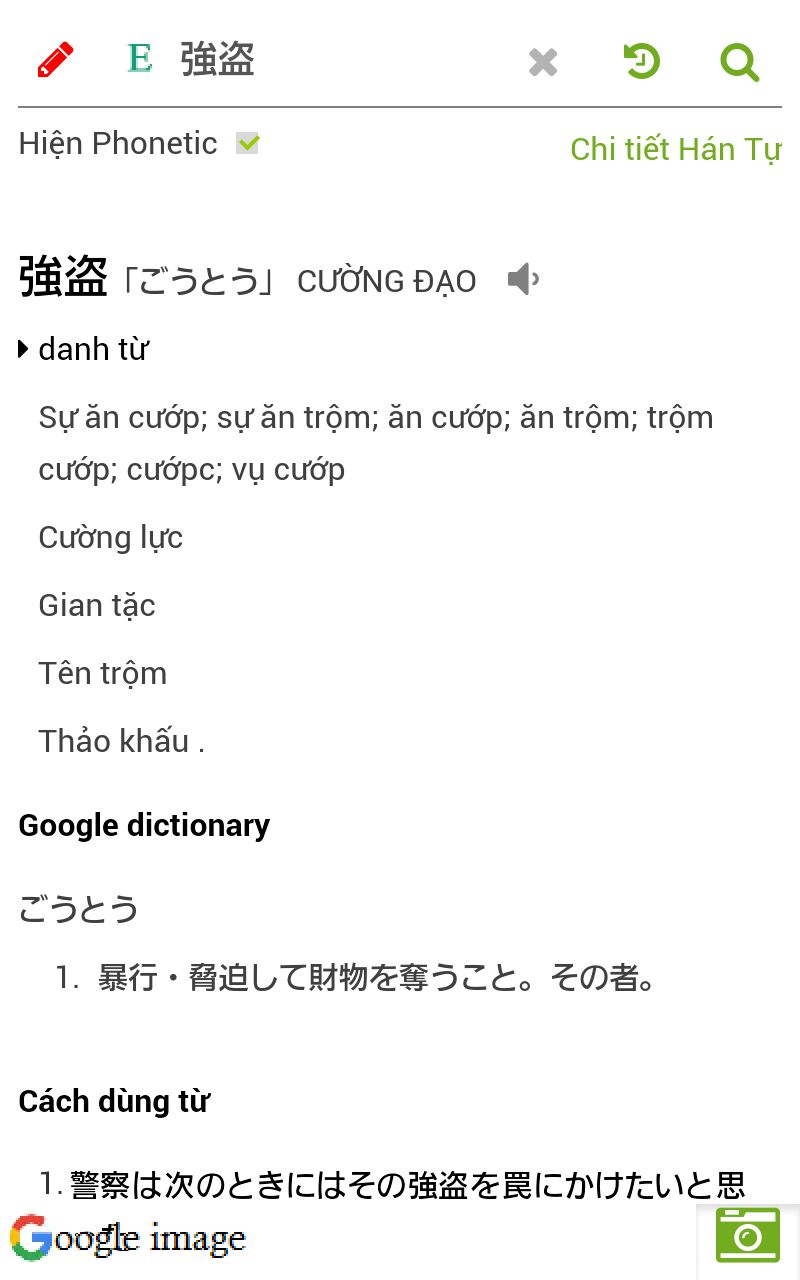 E 強盗
Hiện Phonetic
Chi tiết Hán Tự
強盗 「ごうとう」 CƯỜNG ĐẠO
danh từ
Sự ăn cướp; sự ăn trộm; ăn cướp; ăn trộm; trộm
cướp; cướpc; vụ cướp
Cường lực
Gian tặc
Tên trộm
Thảo khấu .
Google dictionary
ごうとう
1. 暴行・脅迫して財物を奪うこと。その者。
Cách dùng từ
1. 警察は次のときにはその強盗を罠にかけたいと思
Google image